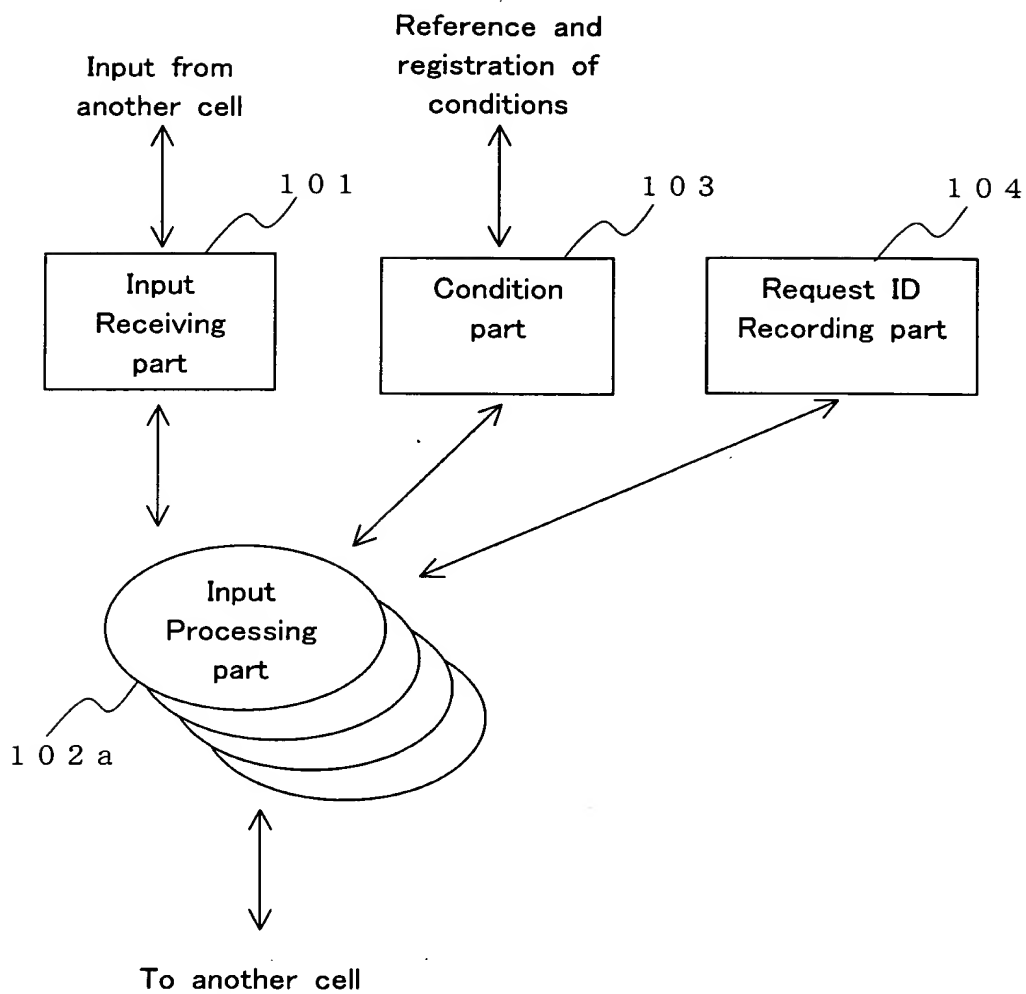 Input from
another cell
Reference and
registration of
conditions
101
103
104
Input
Receiving
part
Condition
part
Request ID
Recording part
Input
Processing
part
102a
To another cell